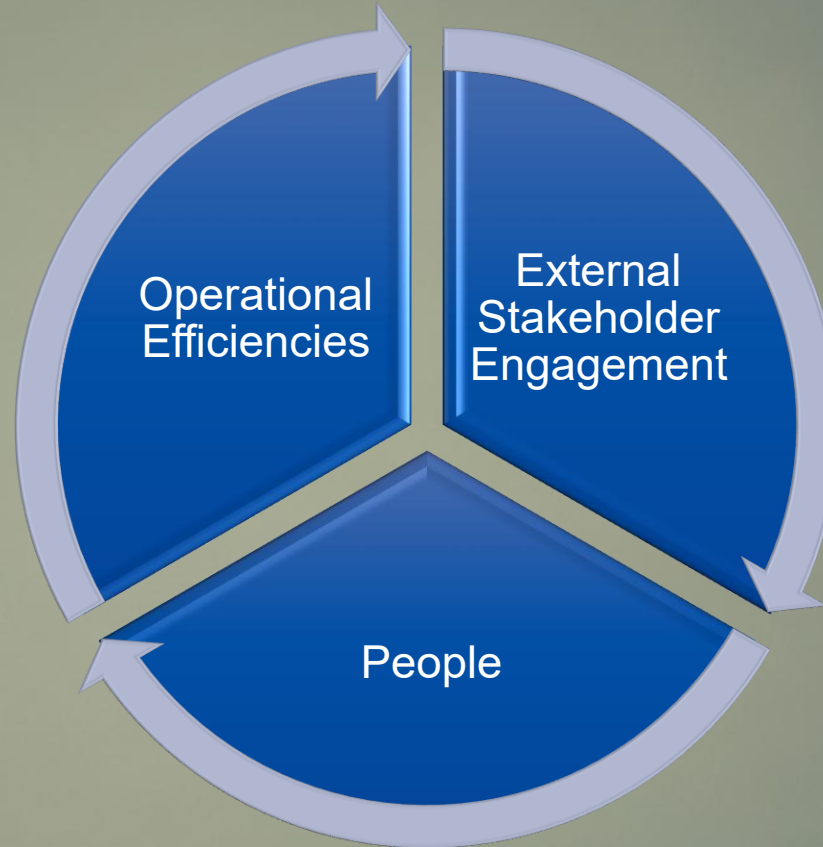 Operational
Efficiencies
External
Stakeholder
Engagement
People